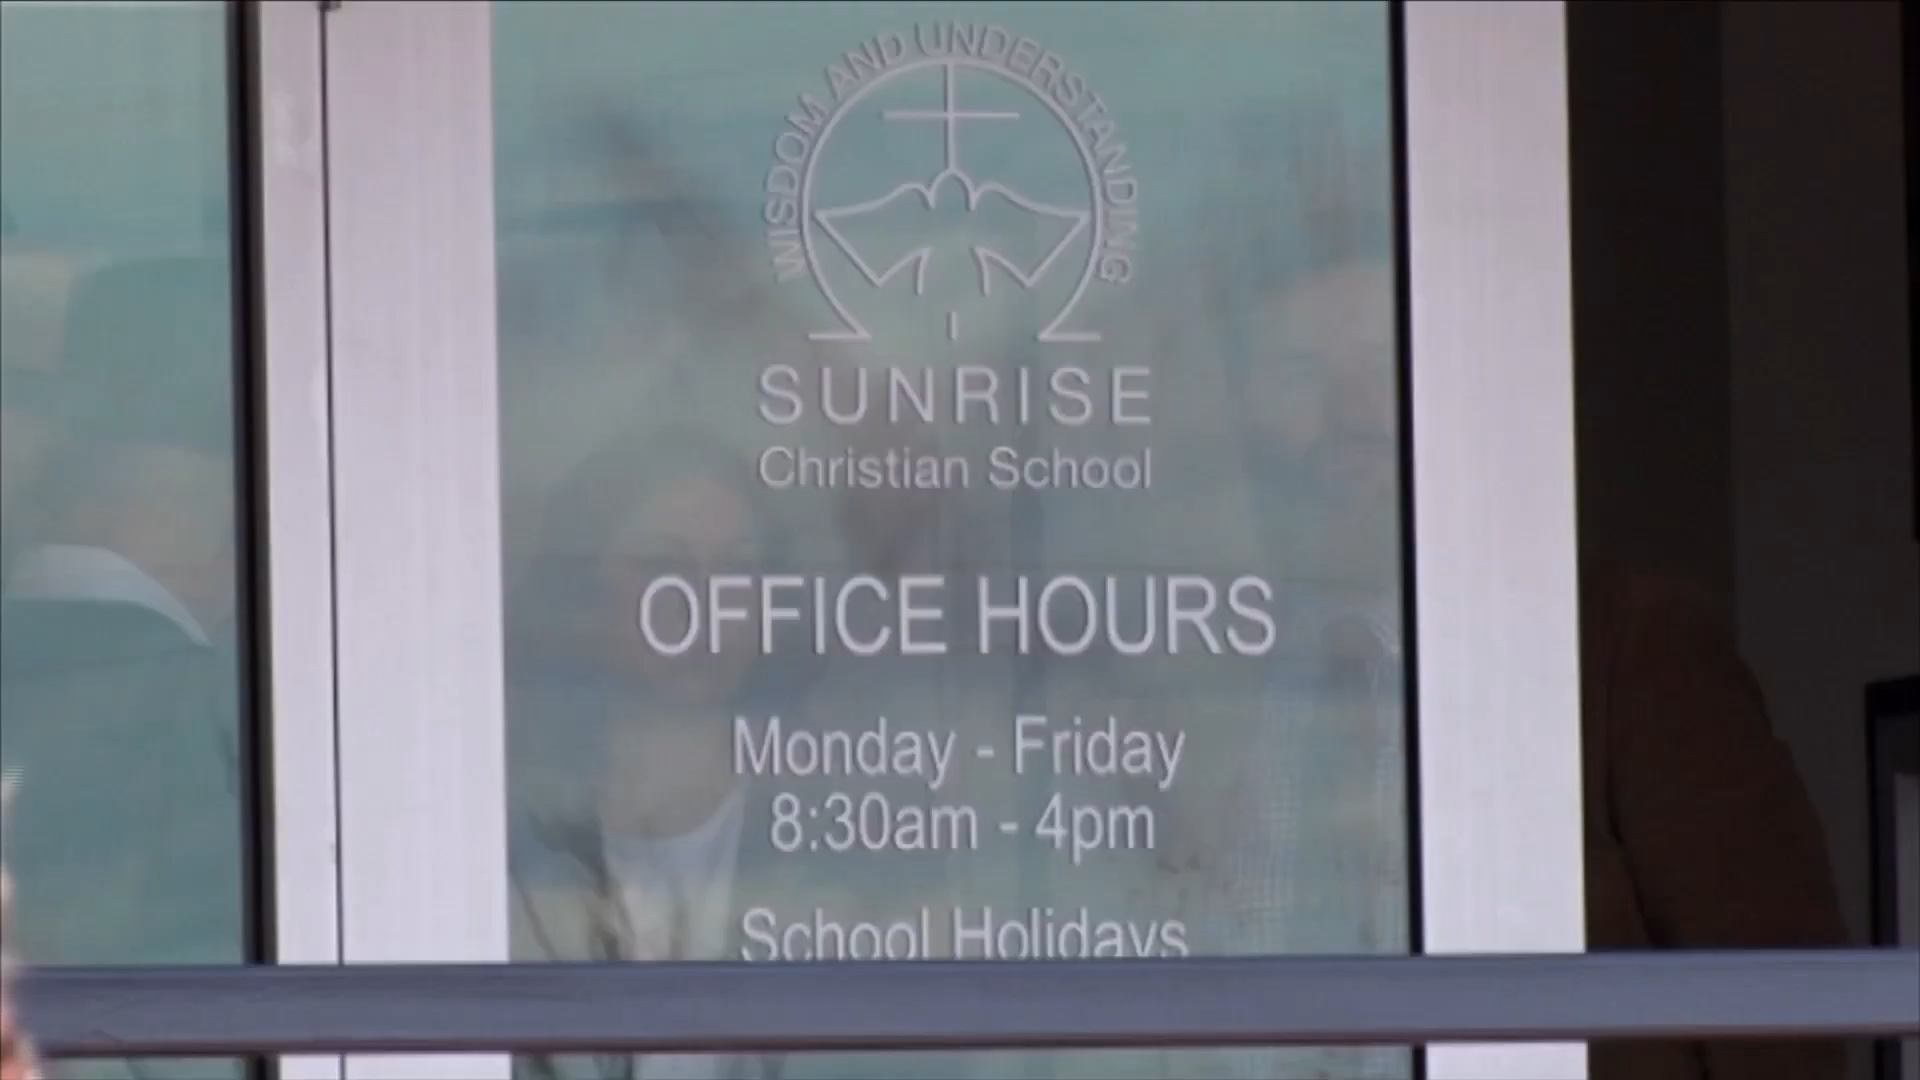 WISDOM AND UNDERSTANDING
SUNRISE
Christian School
OFFICE HOURS
Monday - Friday
8:30am - 4pm
School Holidays